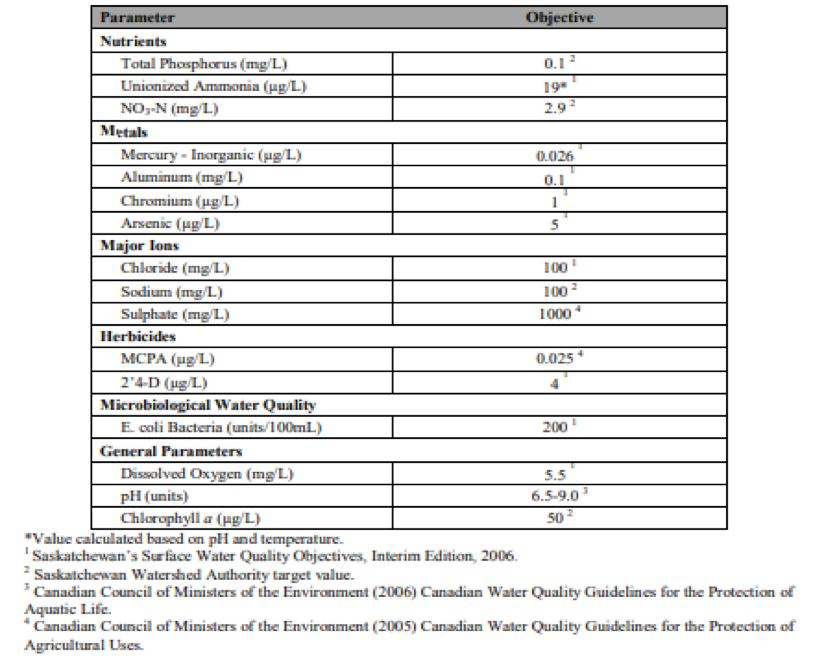 Parameter Objective
Nutrients
Total Phosphorus (mg/L) 0.1 ²
Unionized Ammonia (µg/L) 19* ¹
NO₃-N (mg/L) 2.9 ²
Metals
Mercury - Inorganic (µg/L) 0.026 ¹
Aluminum (mg/L) 0.1 ¹
Chromium (µg/L) 1 ¹
Arsenic (µg/L) 5 ¹
Major Ions
Chloride (mg/L) 100 ¹
Sodium (mg/L) 100 ²
Sulphate (mg/L) 1000 ⁴
Herbicides
MCPA (µg/L) 0.025 ⁴
2'4-D (µg/L) 4 ¹
Microbiological Water Quality
E. coli Bacteria (units/100mL) 200 ¹
General Parameters
Dissolved Oxygen (mg/L) 5.5 ¹
pH (units) 6.5-9.0 ³
Chlorophyll a (µg/L) 50 ²
*Value calculated based on pH and temperature.
¹ Saskatchewan's Surface Water Quality Objectives, Interim Edition, 2006.
² Saskatchewan Watershed Authority target value.
³ Canadian Council of Ministers of the Environment (2006) Canadian Water Quality Guidelines for the Protection of
Aquatic Life.
⁴ Canadian Council of Ministers of the Environment (2005) Canadian Water Quality Guidelines for the Protection of
Agricultural Uses.